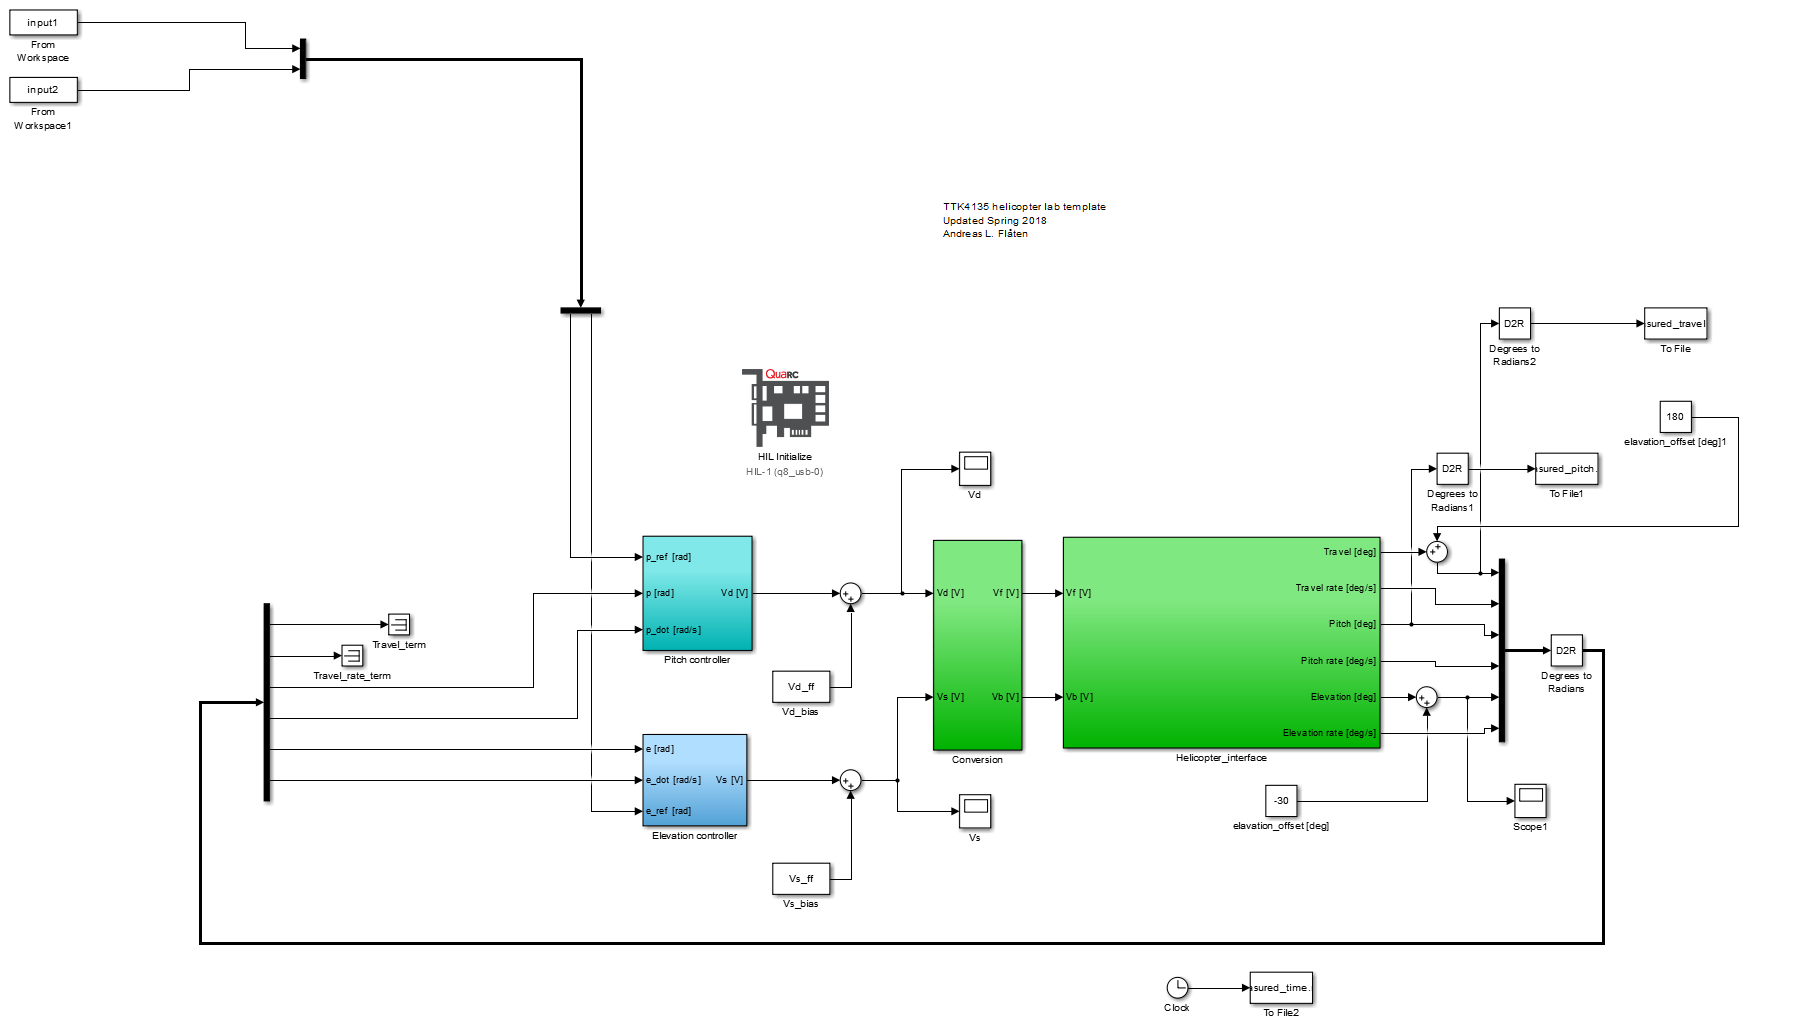 input1
From
Workspace
input2
From
Workspace1
TTK4135 helicopter lab template
Updated Spring 2018
Andreas L. Flåten
D2R
Degrees to
Radians2
sured_travel
To File
QUARC
HIL Initialize
HIL-1 (q8_usb-0)
180
elavation_offset [deg]1
Vd
D2R
Degrees to
Radians1
sured_pitch.
To File1
p_ref [rad]
p [rad]
Vd [V]
p_dot [rad/s]
Pitch controller
Vd [V]
Vf [V]
Vs [V]
Vb [V]
Conversion
Vf [V]
Vb [V]
Travel [deg]
Travel rate [deg/s]
Pitch [deg]
Pitch rate [deg/s]
Elevation [deg]
Elevation rate [deg/s]
Helicopter_interface
D2R
Degrees to
Radians
Travel_term
Travel_rate_term
Vd_ff
Vd_bias
e [rad]
e_dot [rad/s]
Vs [V]
e_ref [rad]
Elevation controller
Vs
-30
elavation_offset [deg]
Scope1
Vs_ff
Vs_bias
Clock
sured_time.
To File2